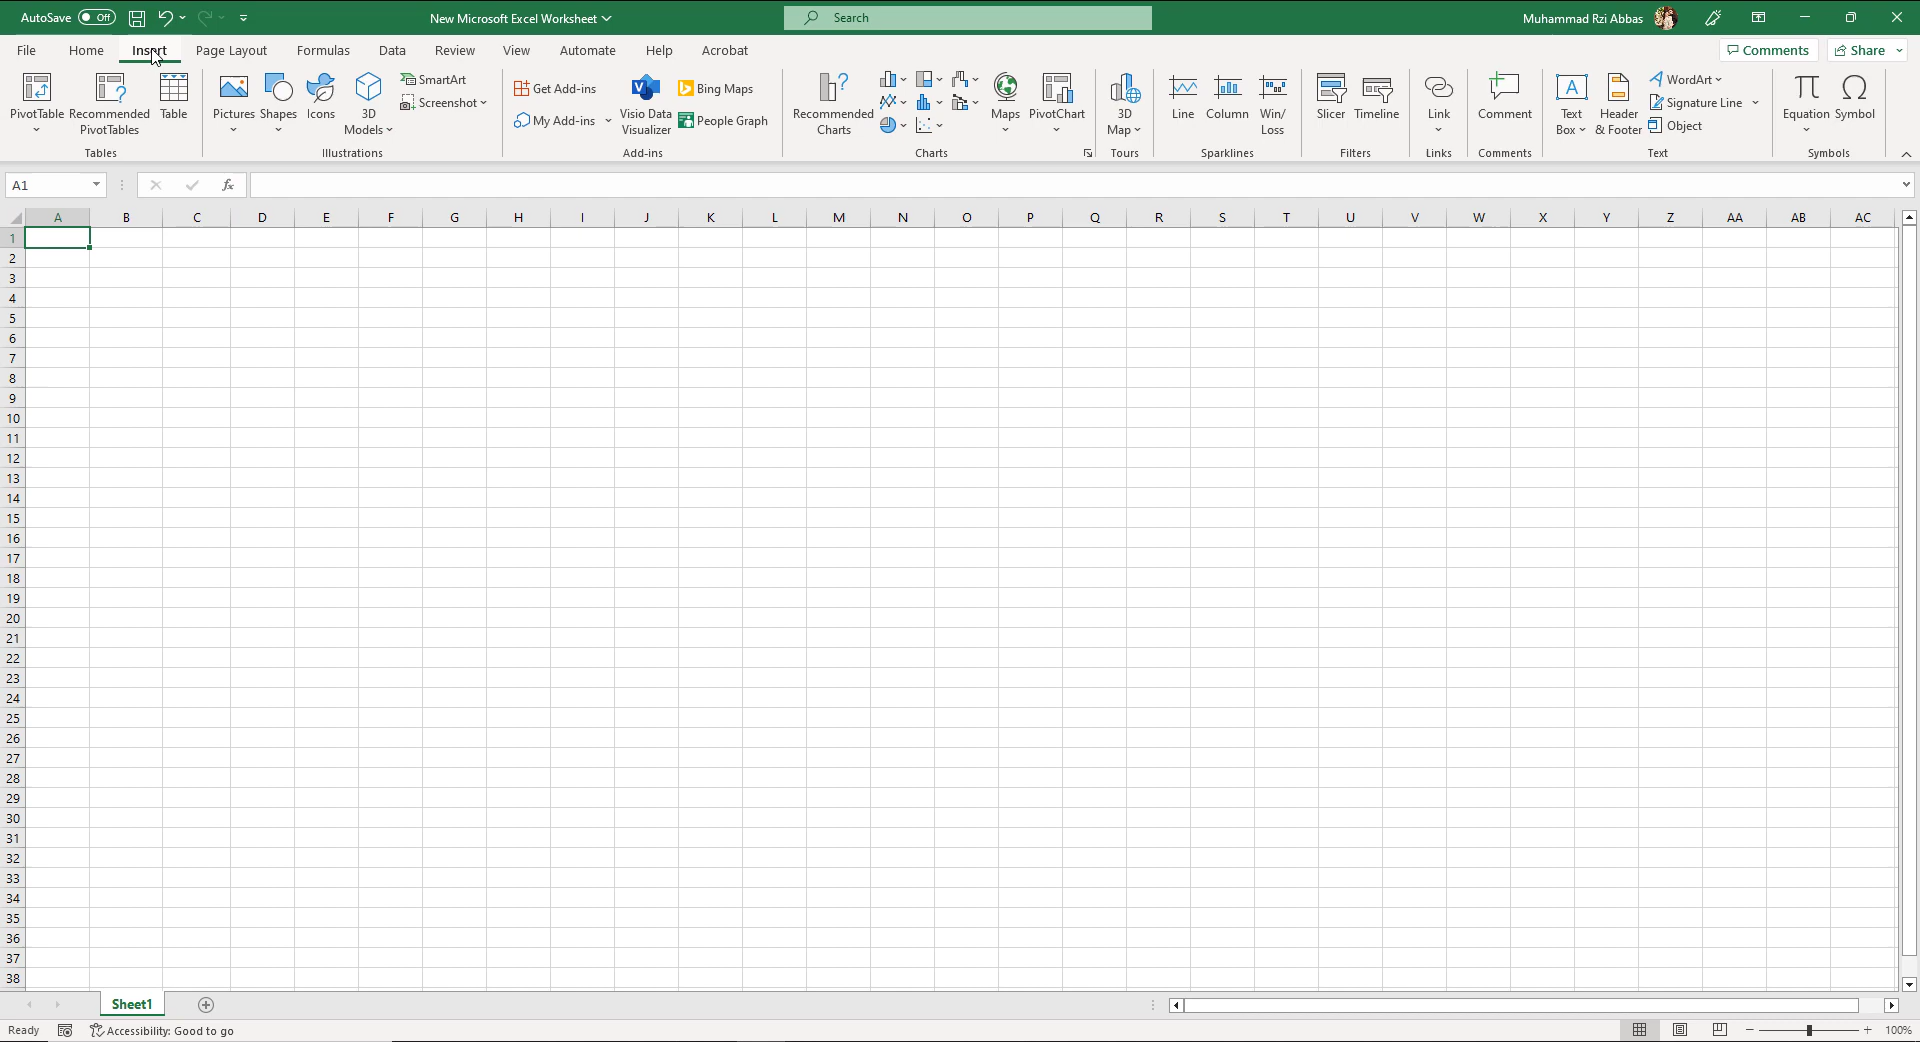 AutoSave Off New Microsoft Excel Worksheet Search Muhammad Rzi Abbas
File Home Insert Page Layout Formulas Data Review View Automate Help Acrobat Comments Share
PivotTable
Recommended
PivotTables
Table
Tables
Pictures
Shapes
Icons
3D
Models
SmartArt
Screenshot
Illustrations
Get Add-ins
My Add-ins
Visio Data
Visualizer
Bing Maps
People Graph
Add-ins
Recommended
Charts
Maps
PivotChart
Charts
3D
Map
Tours
Line
Column
Win/
Loss
Sparklines
Slicer
Timeline
Filters
Link
Links
Comment
Comments
Text
Box
Header
& Footer
WordArt
Signature Line
Object
Text
Equation
Symbol
Symbols
A1 fx
A B C D E F G H I J K L M N O P Q R S T U V W X Y Z AA AB AC
1
2
3
4
5
6
7
8
9
10
11
12
13
14
15
16
17
18
19
20
21
22
23
24
25
26
27
28
29
30
31
32
33
34
35
36
37
38
Sheet1
Ready Accessibility: Good to go 100%